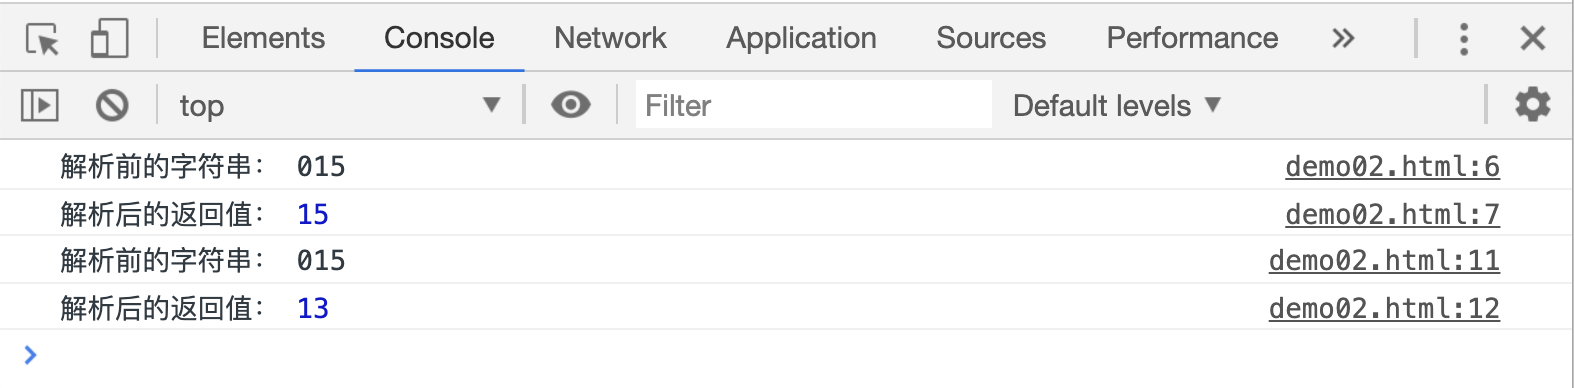 Elements Console Network Application Sources Performance »
top ▼ Filter Default levels ▼
解析前的字符串： 015 demo02.html:6
解析后的返回值： 15 demo02.html:7
解析前的字符串： 015 demo02.html:11
解析后的返回值： 13 demo02.html:12